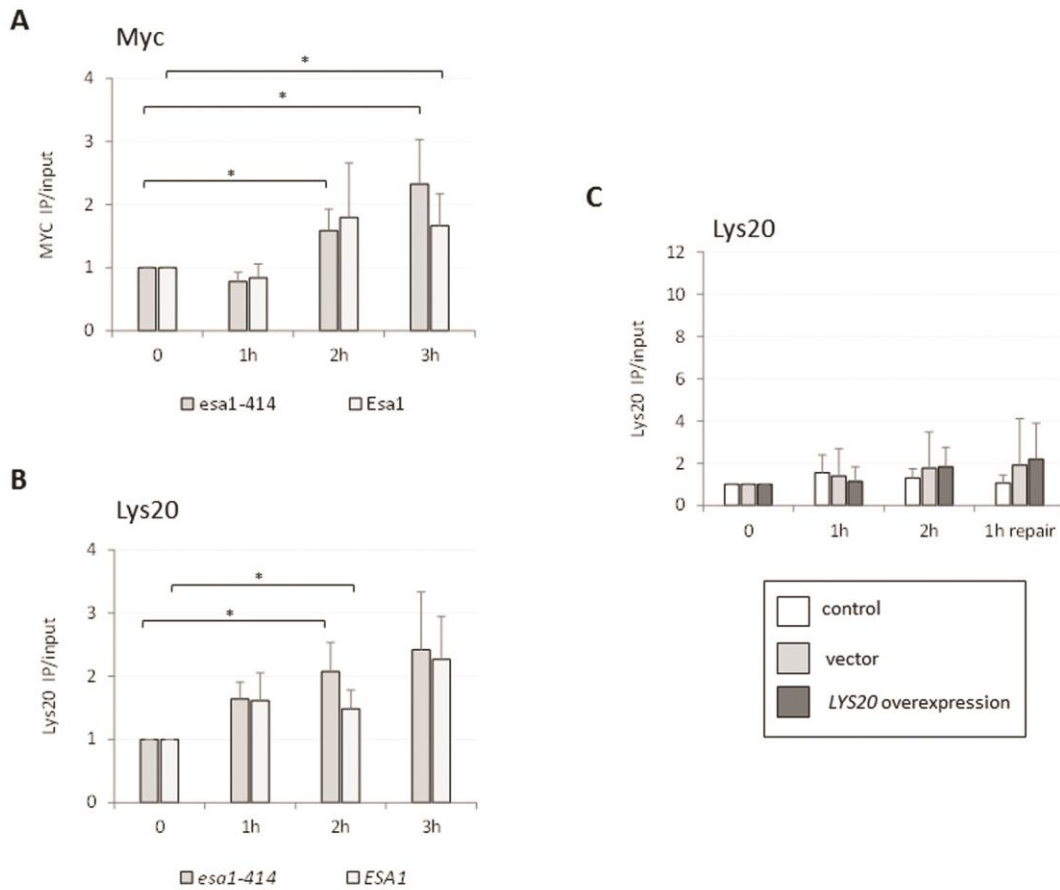 A
Myc
*
*
*
4
3
2
1
0
MYC IP/input
0 1h 2h 3h
esa1-414 Esa1
B
Lys20
*
*
4
3
2
1
0
Lys20 IP/input
0 1h 2h 3h
esa1-414 ESA1
C
Lys20
12
10
8
6
4
2
0
Lys20 IP/input
0 1h 2h 1h repair
control
vector
LYS20 overexpression